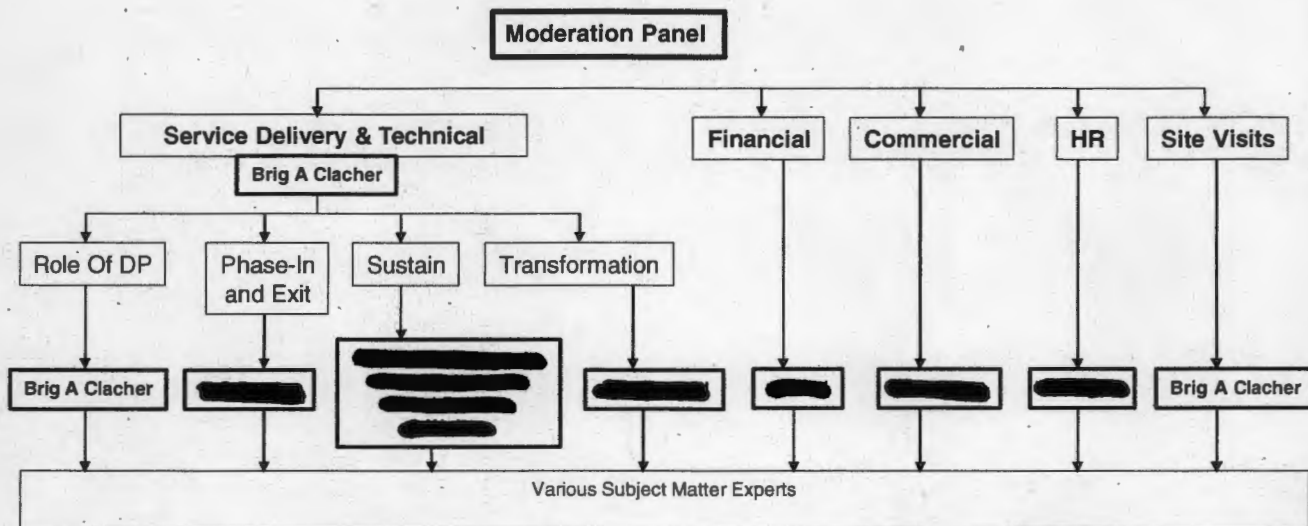 Moderation Panel
Service Delivery & Technical
Financial
Commercial
HR
Site Visits
Brig A Clacher
Role Of DP
Phase-In
and Exit
Sustain
Transformation
Brig A Clacher
Brig A Clacher
Various Subject Matter Experts